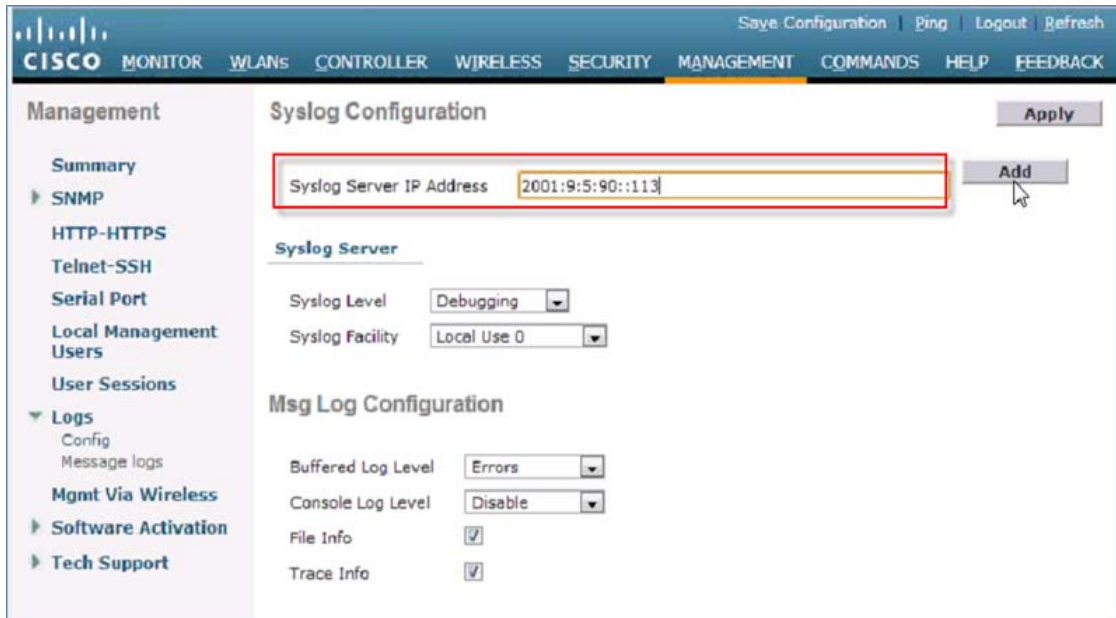 Save Configuration | Ping | Logout | Refresh
CISCO MONITOR WLANs CONTROLLER WIRELESS SECURITY MANAGEMENT COMMANDS HELP FEEDBACK
Management
Summary
SNMP
HTTP-HTTPS
Telnet-SSH
Serial Port
Local Management
Users
User Sessions
Logs
Config
Message logs
Mgmt Via Wireless
Software Activation
Tech Support
Syslog Configuration
Apply
Syslog Server IP Address 2001:9:5:90::113
Add
Syslog Server
Syslog Level Debugging
Syslog Facility Local Use 0
Msg Log Configuration
Buffered Log Level Errors
Console Log Level Disable
File Info
Trace Info